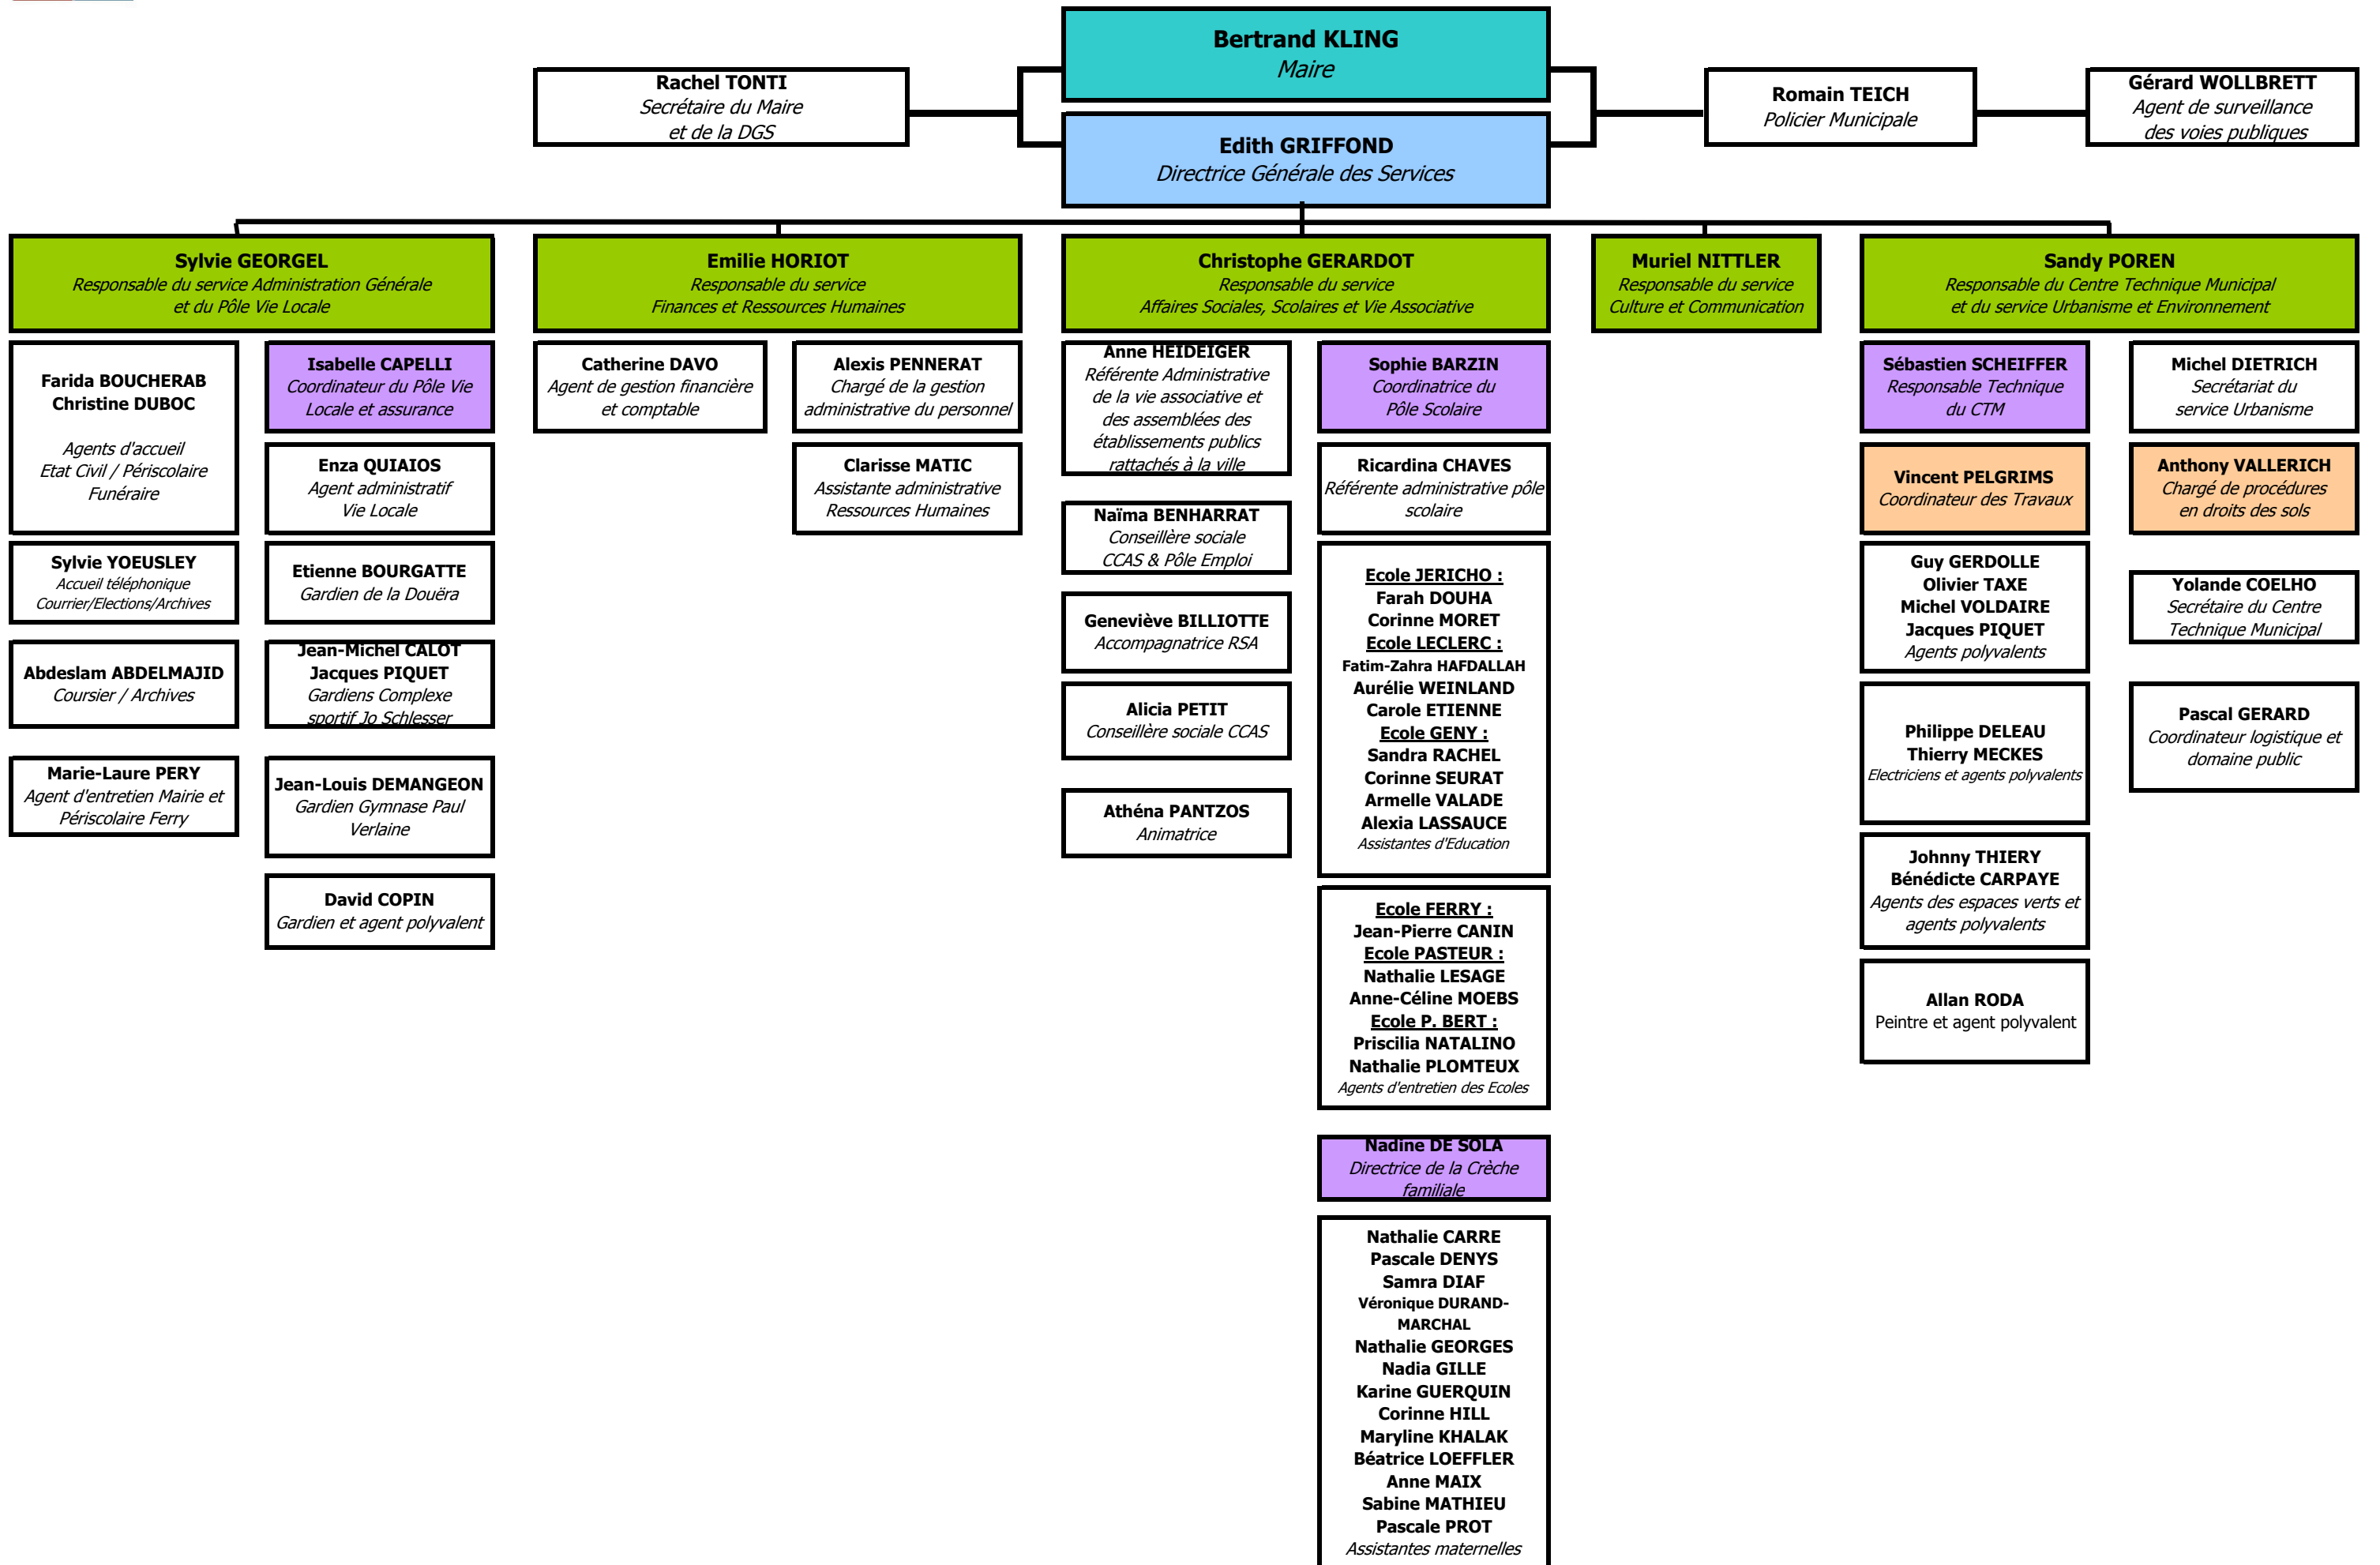 Bertrand KLING
Maire
Rachel TONTI
Secrétaire du Maire
et de la DGS
Romain TEICH
Policier Municipale
Gérard WOLLBRETT
Agent de surveillance
des voies publiques
Edith GRIFFOND
Directrice Générale des Services
Sylvie GEORGEL
Responsable du service Administration Générale
et du Pôle Vie Locale
Emilie HORIOT
Responsable du service
Finances et Ressources Humaines
Christophe GERARDOT
Responsable du service
Affaires Sociales, Scolaires et Vie Associative
Muriel NITTLER
Responsable du service
Culture et Communication
Sandy POREN
Responsable du Centre Technique Municipal
et du service Urbanisme et Environnement
Farida BOUCHERAB
Christine DUBOC
Agents d'accueil
Etat Civil / Périscolaire
Funéraire
Sylvie YOEUSLEY
Accueil téléphonique
Courrier/Elections/Archives
Abdeslam ABDELMAJID
Coursier / Archives
Marie-Laure PERY
Agent d'entretien Mairie et
Périscolaire Ferry
Isabelle CAPELLI
Coordinateur du Pôle Vie
Locale et assurance
Enza QUIAIOS
Agent administratif
Vie Locale
Etienne BOURGATTE
Gardien de la Douëra
Jean-Michel CALOT
Jacques PIQUET
Gardiens Complexe
sportif Jo Schlesser
Jean-Louis DEMANGEON
Gardien Gymnase Paul
Verlaine
David COPIN
Gardien et agent polyvalent
Catherine DAVO
Agent de gestion financière
et comptable
Alexis PENNERAT
Chargé de la gestion
administrative du personnel
Clarisse MATIC
Assistante administrative
Ressources Humaines
Anne HEIDEIGER
Référente Administrative
de la vie associative et
des assemblées des
établissements publics
rattachés à la ville
Naïma BENHARRAT
Conseillère sociale
CCAS & Pôle Emploi
Geneviève BILLIOTTE
Accompagnatrice RSA
Alicia PETIT
Conseillère sociale CCAS
Athéna PANTZOS
Animatrice
Sophie BARZIN
Coordinatrice du
Pôle Scolaire
Ricardina CHAVES
Référente administrative pôle
scolaire
Ecole JERICHO :
Farah DOUHA
Corinne MORET
Ecole LECLERC :
Fatim-Zahra HAFDALLAH
Aurélie WEINLAND
Carole ETIENNE
Ecole GENY :
Sandra RACHEL
Corinne SEURAT
Armelle VALADE
Alexia LASSAUCE
Assistantes d'Education
Ecole FERRY :
Jean-Pierre CANIN
Ecole PASTEUR :
Nathalie LESAGE
Anne-Céline MOEBS
Ecole P. BERT :
Priscilia NATALINO
Nathalie PLOMTEUX
Agents d'entretien des Ecoles
Nadine DE SOLA
Directrice de la Crèche
familiale
Nathalie CARRE
Pascale DENYS
Samra DIAF
Véronique DURAND-
MARCHAL
Nathalie GEORGES
Nadia GILLE
Karine GUERQUIN
Corinne HILL
Maryline KHALAK
Béatrice LOEFFLER
Anne MAIX
Sabine MATHIEU
Pascale PROT
Assistantes maternelles
Sébastien SCHEIFFER
Responsable Technique
du CTM
Vincent PELGRIMS
Coordinateur des Travaux
Guy GERDOLLE
Olivier TAXE
Michel VOLDAIRE
Jacques PIQUET
Agents polyvalents
Philippe DELEAU
Thierry MECKES
Electriciens et agents polyvalents
Johnny THIERY
Bénédicte CARPAYE
Agents des espaces verts et
agents polyvalents
Allan RODA
Peintre et agent polyvalent
Michel DIETRICH
Secrétariat du
service Urbanisme
Anthony VALLERICH
Chargé de procédures
en droits des sols
Yolande COELHO
Secrétaire du Centre
Technique Municipal
Pascal GERARD
Coordinateur logistique et
domaine public